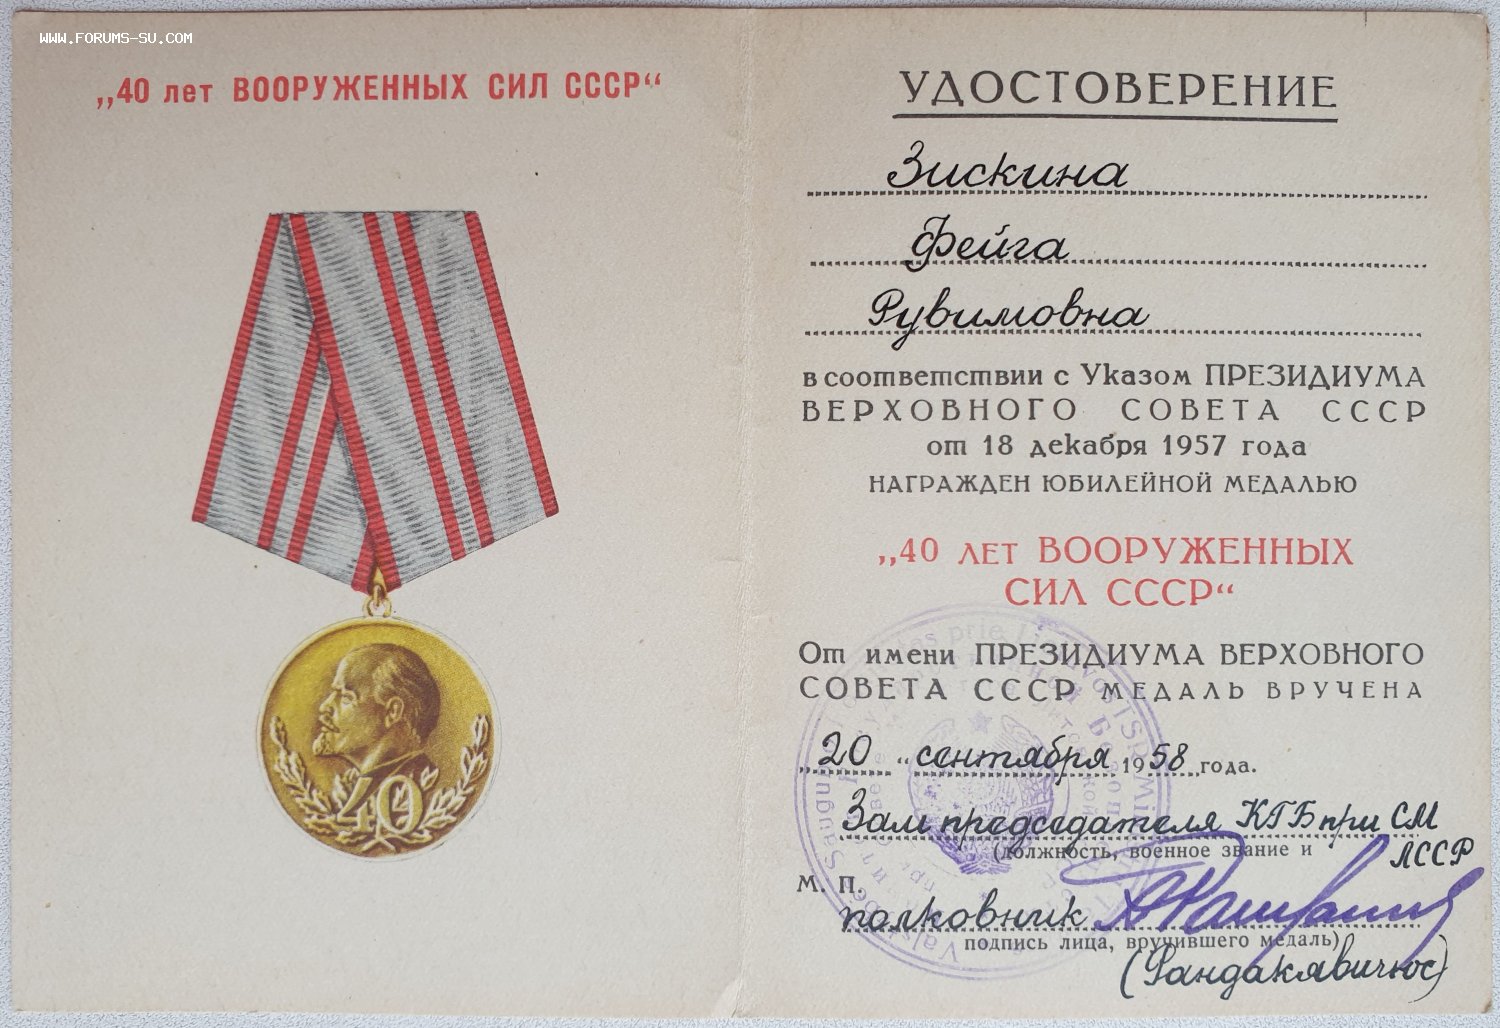 www.forums-su.com
„40 лет ВООРУЖЕННЫХ СИЛ СССР“
40
УДОСТОВЕРЕНИЕ
Зискина
Фейга
Рувимовна
в соответствии с Указом ПРЕЗИДИУМА
ВЕРХОВНОГО СОВЕТА СССР
от 18 декабря 1957 года
НАГРАЖДЕН ЮБИЛЕЙНОЙ МЕДАЛЬЮ
„40 ЛЕТ ВООРУЖЕННЫХ
СИЛ СССР“
От имени ПРЕЗИДИУМА ВЕРХОВНОГО
СОВЕТА СССР МЕДАЛЬ ВРУЧЕНА
„20“ сентября 1958 года.
Зам председателя КГБ при СМ
(должность, военное звание и
ЛССР
М. П.
полковник
подпись лица, вручившего медаль)
(Рандакявичюс)